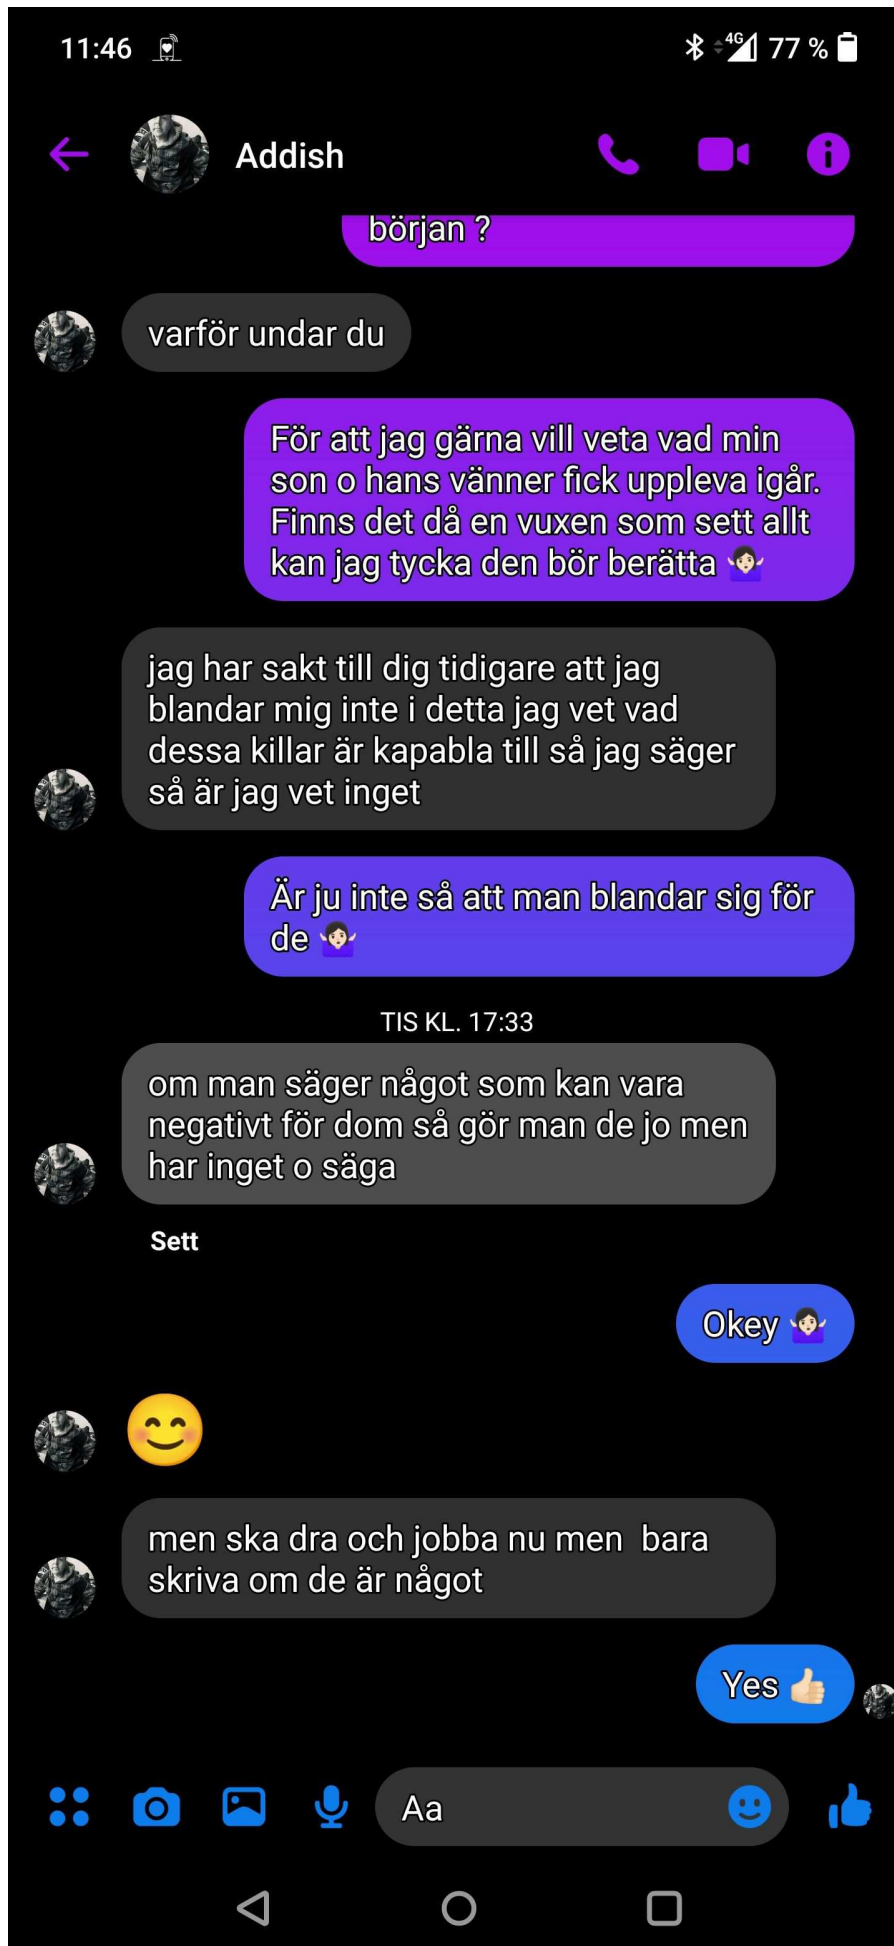 11:46
4G 77 %
Addish
början ?
varför undar du
För att jag gärna vill veta vad min
son o hans vänner fick uppleva igår.
Finns det då en vuxen som sett allt
kan jag tycka den bör berätta 🤷🏻‍♀️
jag har sakt till dig tidigare att jag
blandar mig inte i detta jag vet vad
dessa killar är kapabla till så jag säger
så är jag vet inget
Är ju inte så att man blandar sig för
de 🤷🏻‍♀️
TIS KL. 17:33
om man säger något som kan vara
negativt för dom så gör man de jo men
har inget o säga
Sett
Okey 🤷🏻‍♀️
😊
men ska dra och jobba nu men  bara
skriva om de är något
Yes 👍🏻
Aa